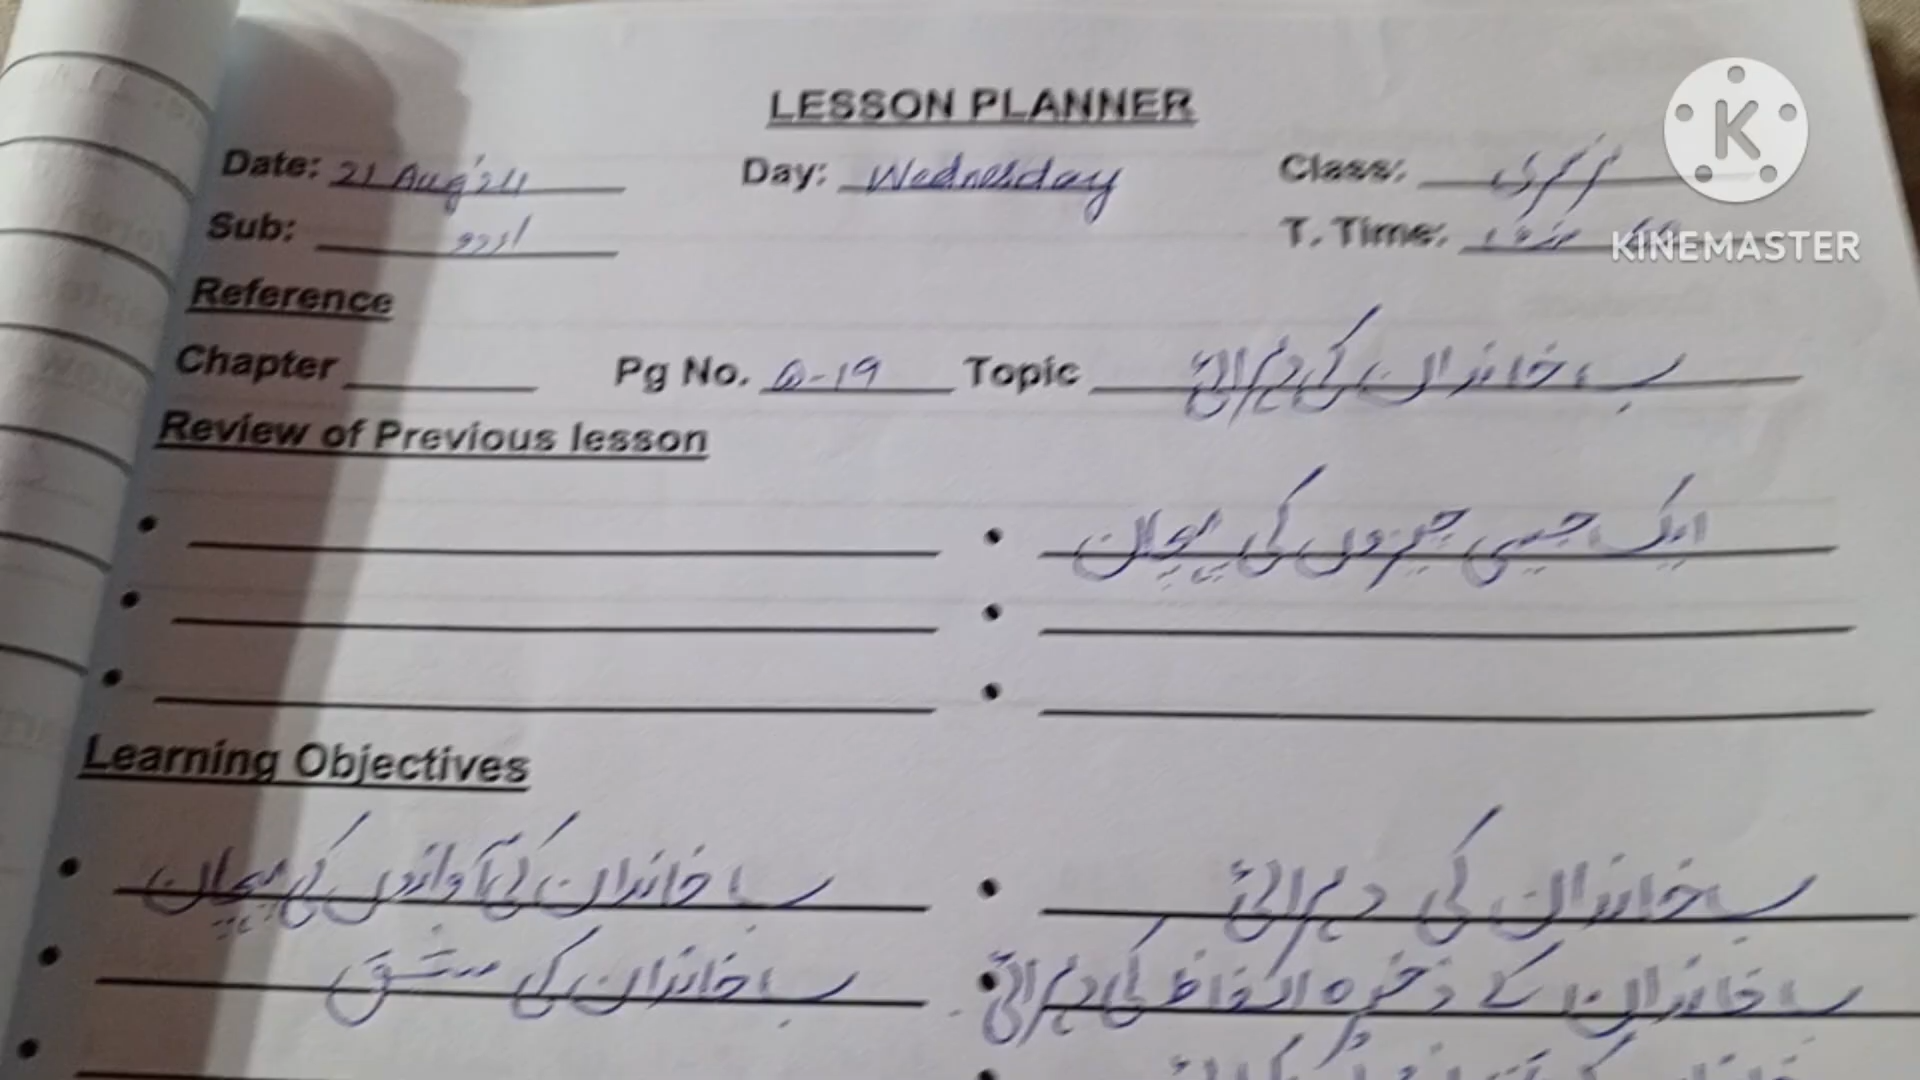 LESSON PLANNER
Date: 21 Aug'24 Day: Wednesday Class: نرسری
Sub: اردو T. Time:
KINEMASTER
Reference
Chapter Pg No. 19 Topic ب خاندان کی دہرائی
Review of Previous lesson
ایک جیسی چیزوں کی پہچان
Learning Objectives
ب خاندان کی آوازوں کی پہچان
ب خاندان کی دہرائی
ب خاندان کی مشق
ب خاندان کے ذخیرہ الفاظ کی دہرائی